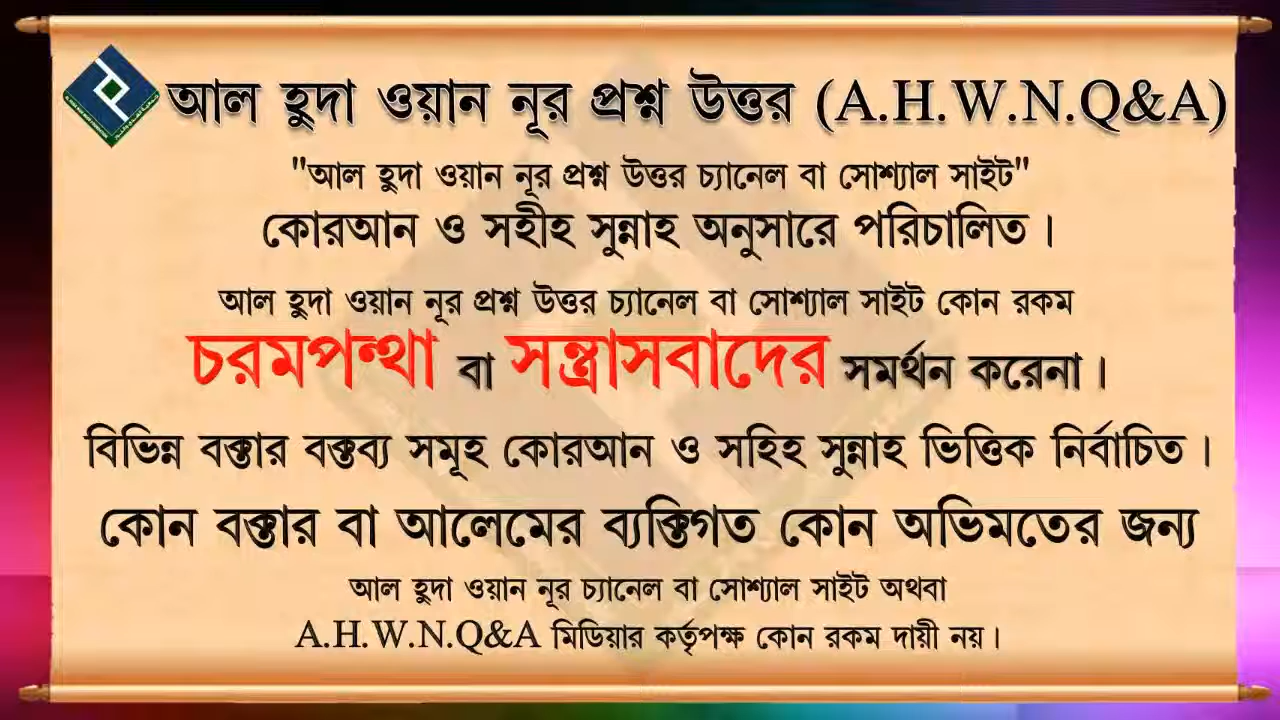 আল হুদা ওয়ান নূর প্রশ্ন উত্তর (A.H.W.N.Q&A)
"আল হুদা ওয়ান নূর প্রশ্ন উত্তর চ্যানেল বা সোশ্যাল সাইট"
কোরআন ও সহীহ সুন্নাহ অনুসারে পরিচালিত ।
আল হুদা ওয়ান নূর প্রশ্ন উত্তর চ্যানেল বা সোশ্যাল সাইট কোন রকম
চরমপন্থা বা সন্ত্রাসবাদের সমর্থন করেনা ।
বিভিন্ন বক্তার বক্তব্য সমূহ কোরআন ও সহিহ সুন্নাহ ভিত্তিক নির্বাচিত ।
কোন বক্তার বা আলেমের ব্যক্তিগত কোন অভিমতের জন্য
আল হুদা ওয়ান নূর চ্যানেল বা সোশ্যাল সাইট অথবা
A.H.W.N.Q&A মিডিয়ার কর্তৃপক্ষ কোন রকম দায়ী নয় ।